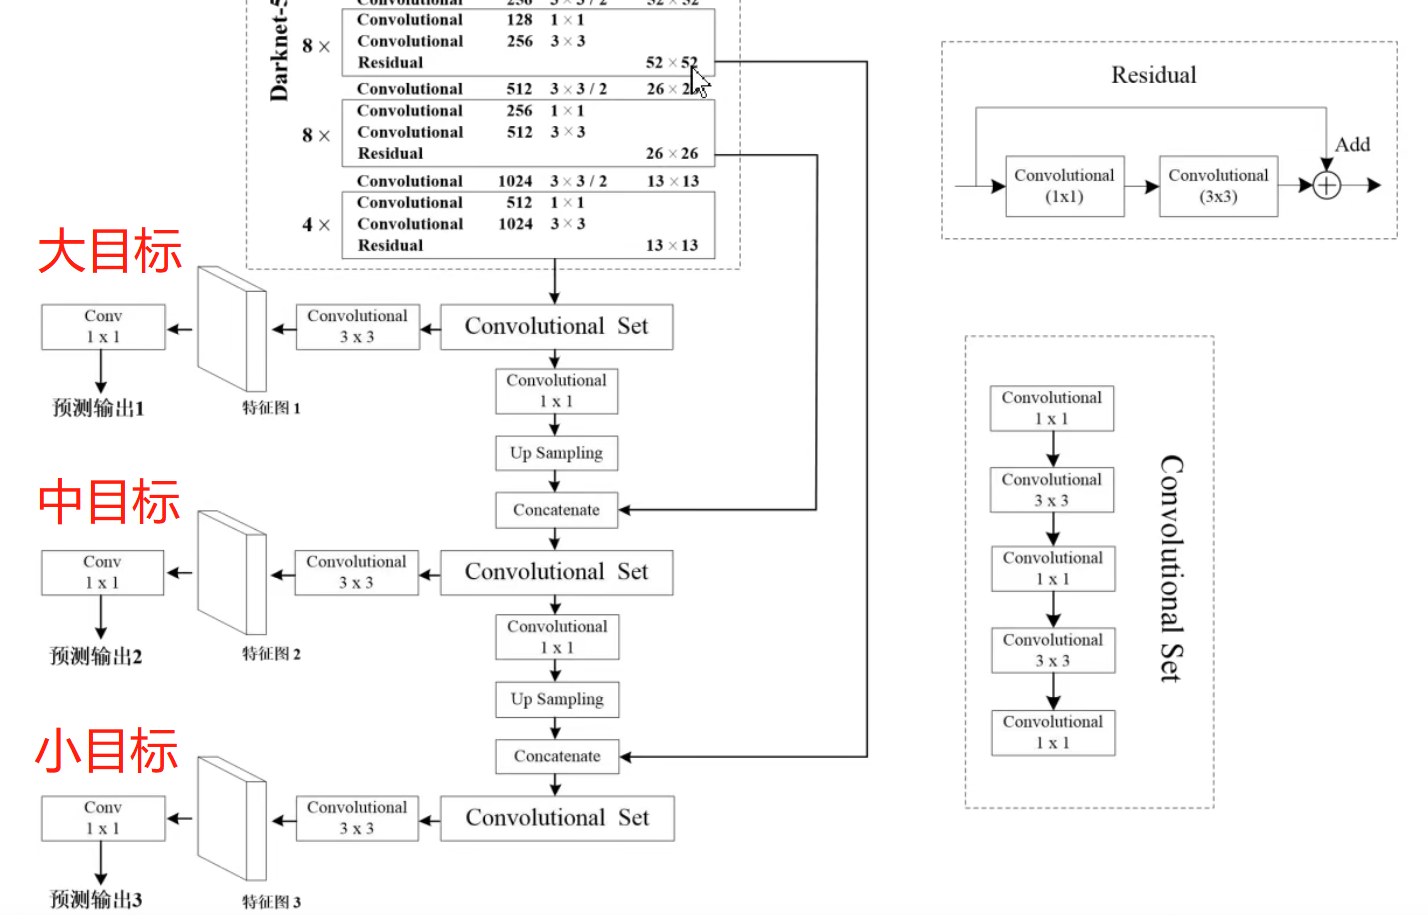 Darknet-5
Convolutional 256 3 × 3 / 2 52 × 52
8 ×
Convolutional 128 1 × 1
Convolutional 256 3 × 3
Residual 52 × 52
Convolutional 512 3 × 3 / 2 26 × 2
8 ×
Convolutional 256 1 × 1
Convolutional 512 3 × 3
Residual 26 × 26
Convolutional 1024 3 × 3 / 2 13 × 13
4 ×
Convolutional 512 1 × 1
Convolutional 1024 3 × 3
Residual 13 × 13
大目标
Conv
1 x 1
预测输出1
特征图 1
Convolutional
3 x 3
Convolutional Set
Convolutional
1 x 1
Up Sampling
Concatenate
中目标
Conv
1 x 1
预测输出2
特征图 2
Convolutional
3 x 3
Convolutional Set
Convolutional
1 x 1
Up Sampling
Concatenate
小目标
Conv
1 x 1
预测输出3
特征图 3
Convolutional
3 x 3
Convolutional Set
Residual
Add
Convolutional
(1x1)
Convolutional
(3x3)
Convolutional
1 x 1
Convolutional
3 x 3
Convolutional
1 x 1
Convolutional
3 x 3
Convolutional
1 x 1
Convolutional Set